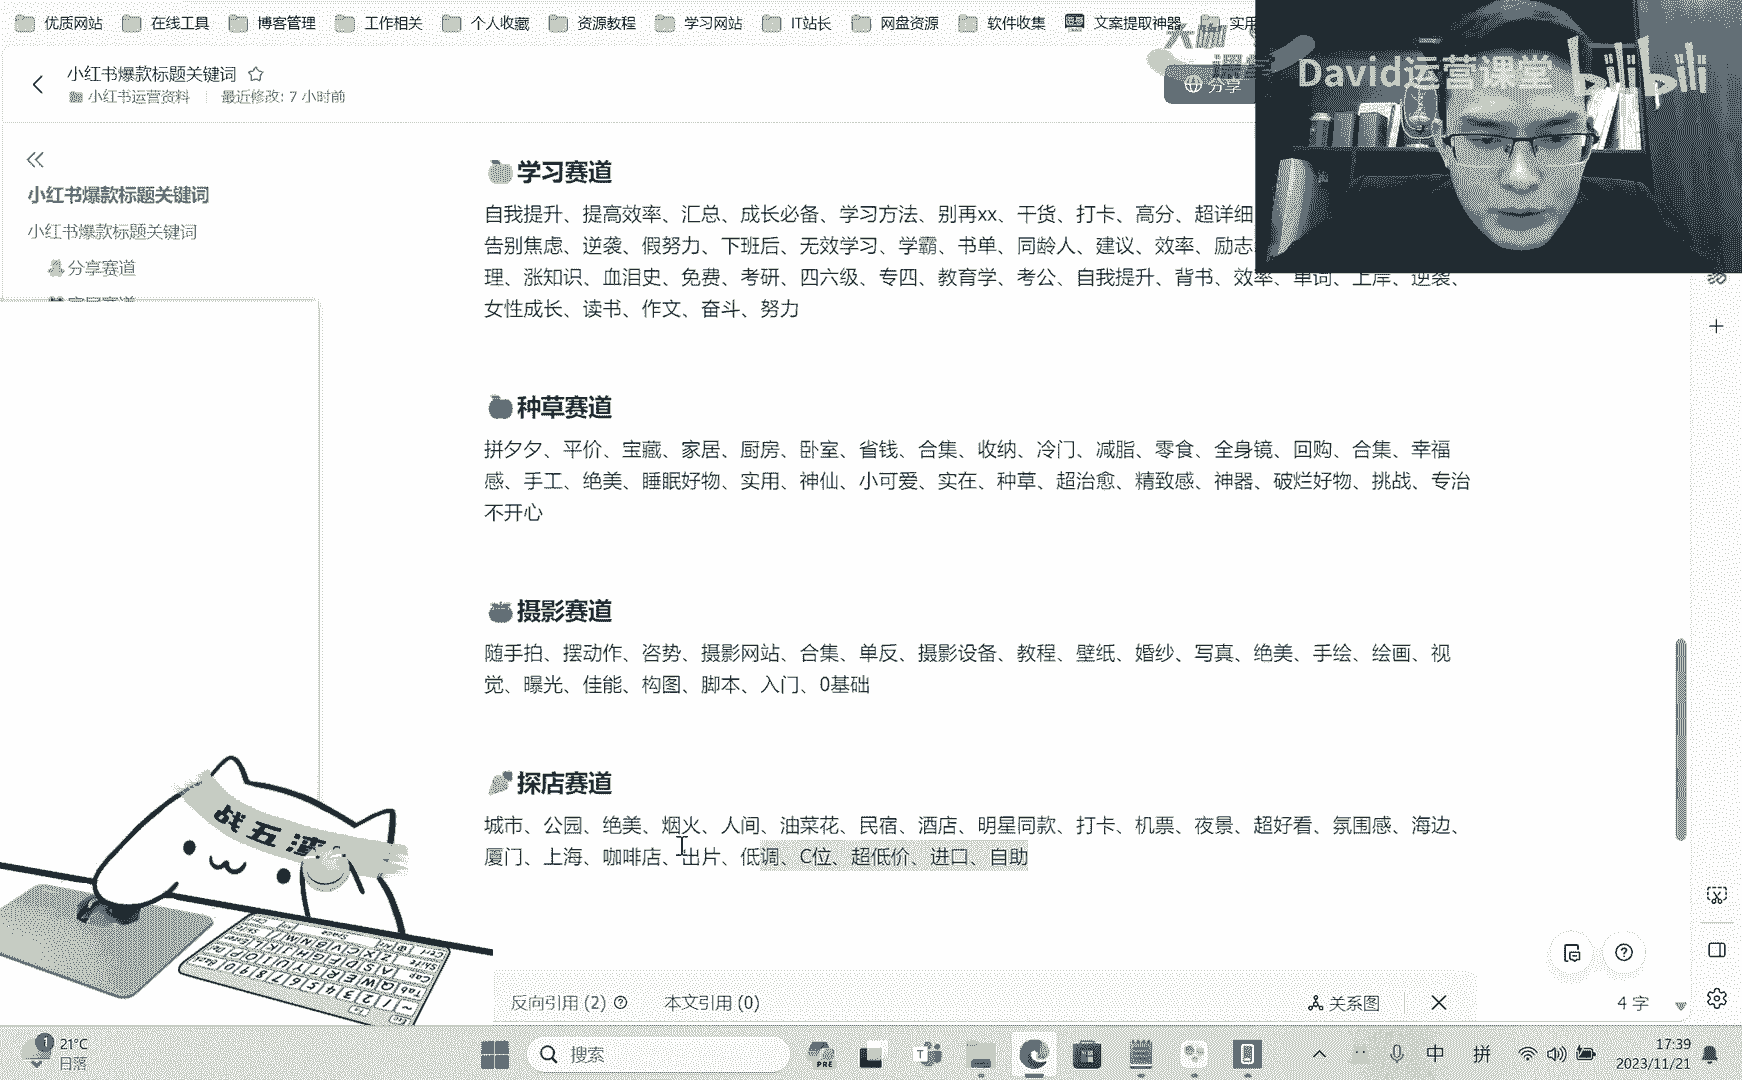 优质网站 在线工具 博客管理 工作相关 个人收藏 资源教程 学习网站 IT站长 网盘资源 软件收集 文案提取神器 实用
大咖
课堂
David运营课堂 bilibili
小红书爆款标题关键词
小红书运营资料 最近修改: 7 小时前
分享
小红书爆款标题关键词
小红书爆款标题关键词
分享赛道
学习赛道
自我提升、提高效率、汇总、成长必备、学习方法、别再xx、干货、打卡、高分、超详细
告别焦虑、逆袭、假努力、下班后、无效学习、学霸、书单、同龄人、建议、效率、励志
理、涨知识、血泪史、免费、考研、四六级、专四、教育学、考公、自我提升、背书、效率、单词、上岸、逆袭、
女性成长、读书、作文、奋斗、努力
种草赛道
拼夕夕、平价、宝藏、家居、厨房、卧室、省钱、合集、收纳、冷门、减脂、零食、全身镜、回购、合集、幸福
感、手工、绝美、睡眠好物、实用、神仙、小可爱、实在、种草、超治愈、精致感、神器、破烂好物、挑战、专治
不开心
摄影赛道
随手拍、摆动作、咨势、摄影网站、合集、单反、摄影设备、教程、壁纸、婚纱、写真、绝美、手绘、绘画、视
觉、曝光、佳能、构图、脚本、入门、0基础
探店赛道
城市、公园、绝美、烟火、人间、油菜花、民宿、酒店、明星同款、打卡、机票、夜景、超好看、氛围感、海边、
厦门、上海、咖啡店、出片、低调、C位、超低价、进口、自助
战五渣
反向引用 (2) 本文引用 (0) 关系图
4 字
1 21°C
日落
搜索
PRE
中 拼
17:39
2023/11/21